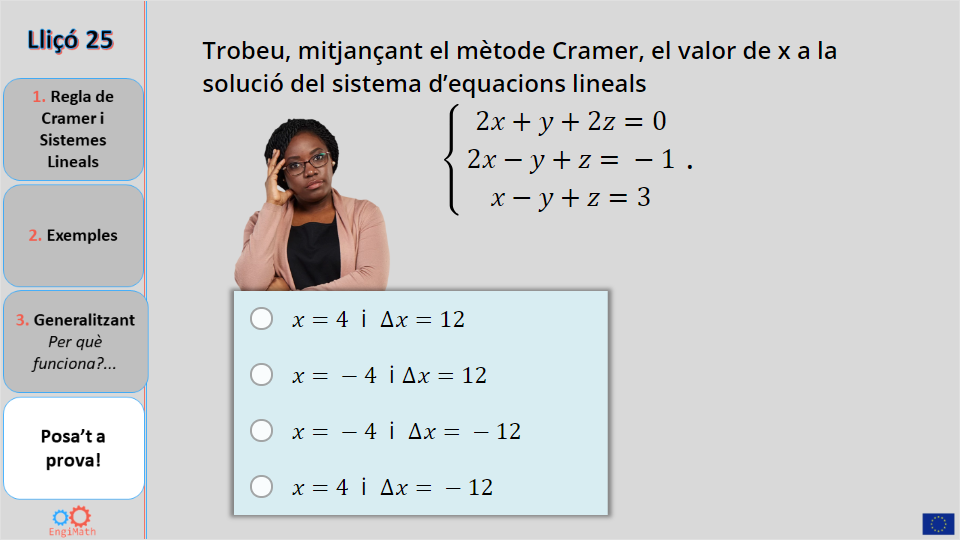 Lliçó 25
1. Regla de
Cramer i
Sistemes
Lineals
2. Exemples
3. Generalitzant
Per què
funciona?...
Posa't a
prova!
EngiMath
Trobeu, mitjançant el mètode Cramer, el valor de x a la
solució del sistema d'equacions lineals
2x + y + 2z = 0
2x − y + z = − 1 .
x − y + z = 3
x = 4 i Δx = 12
x = − 4 i Δx = 12
x = − 4 i Δx = − 12
x = 4 i Δx = − 12